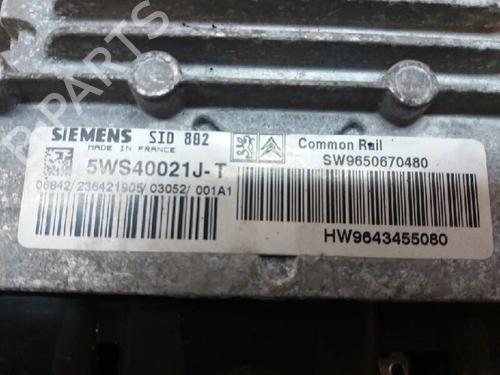 SIEMENS SID 802
MADE IN FRANCE
5WS40021J-T
06842/236421905/03052/001A1
Common Rail
SW9650670480
HW9643455080
B-PARTS